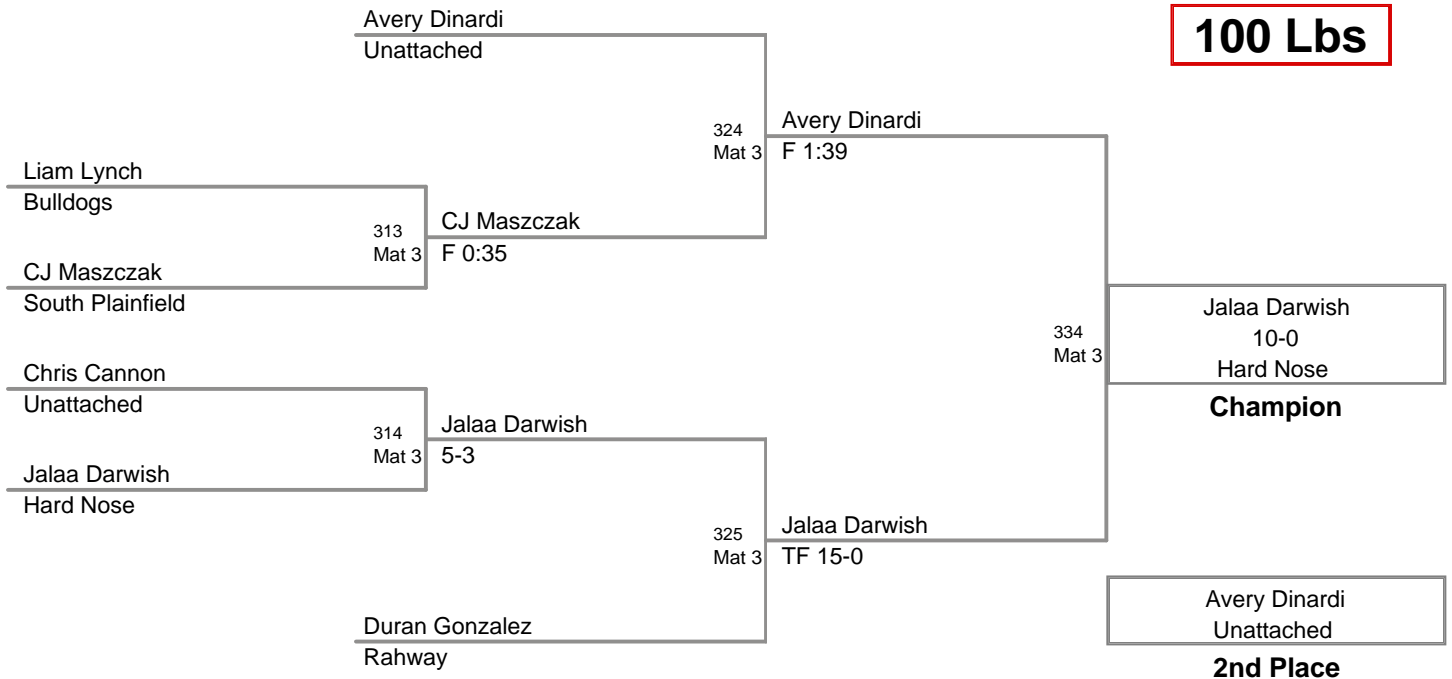 Avery Dinardi
Unattached
100 Lbs
324
Mat 3
Avery Dinardi
F 1:39
Liam Lynch
Bulldogs
313
Mat 3
CJ Maszczak
F 0:35
CJ Maszczak
South Plainfield
334
Mat 3
Jalaa Darwish
10-0
Hard Nose
Champion
Chris Cannon
Unattached
314
Mat 3
Jalaa Darwish
5-3
Jalaa Darwish
Hard Nose
325
Mat 3
Jalaa Darwish
TF 15-0
Duran Gonzalez
Rahway
Avery Dinardi
Unattached
2nd Place